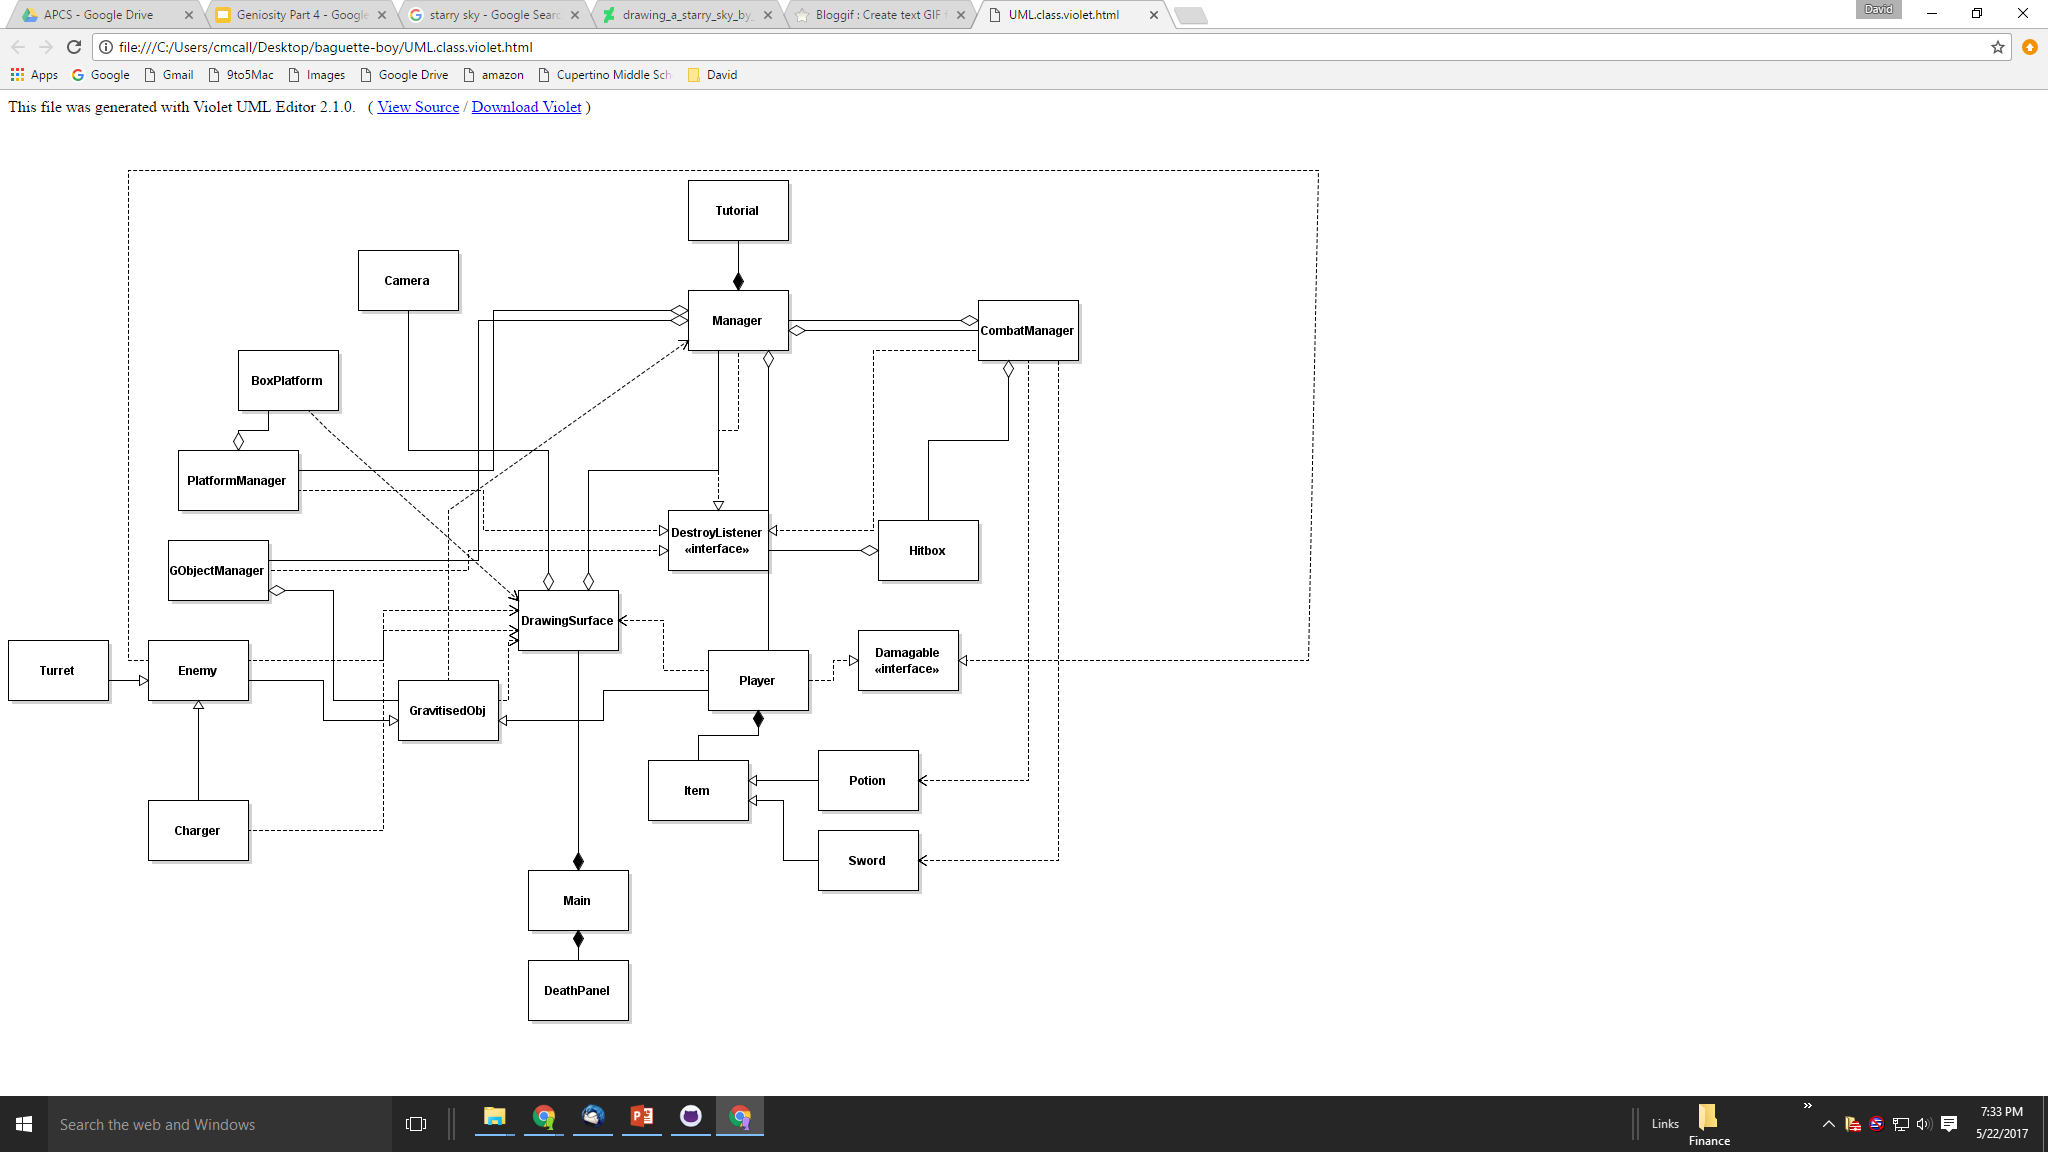 APCS - Google Drive
Geniosity Part 4 - Google
starry sky - Google Searc
drawing_a_starry_sky_by_
Bloggif : Create text GIF
UML.class.violet.html
David
file:///C:/Users/cmcall/Desktop/baguette-boy/UML.class.violet.html
Apps
Google
Gmail
9to5Mac
Images
Google Drive
amazon
Cupertino Middle Sch
David
This file was generated with Violet UML Editor 2.1.0. ( View Source / Download Violet )
Tutorial
Camera
Manager
CombatManager
BoxPlatform
PlatformManager
DestroyListener
«interface»
Hitbox
GObjectManager
DrawingSurface
Turret
Enemy
Damagable
«interface»
Player
GravitisedObj
Item
Potion
Charger
Sword
Main
DeathPanel
Search the web and Windows
Links
Finance
7:33 PM
5/22/2017